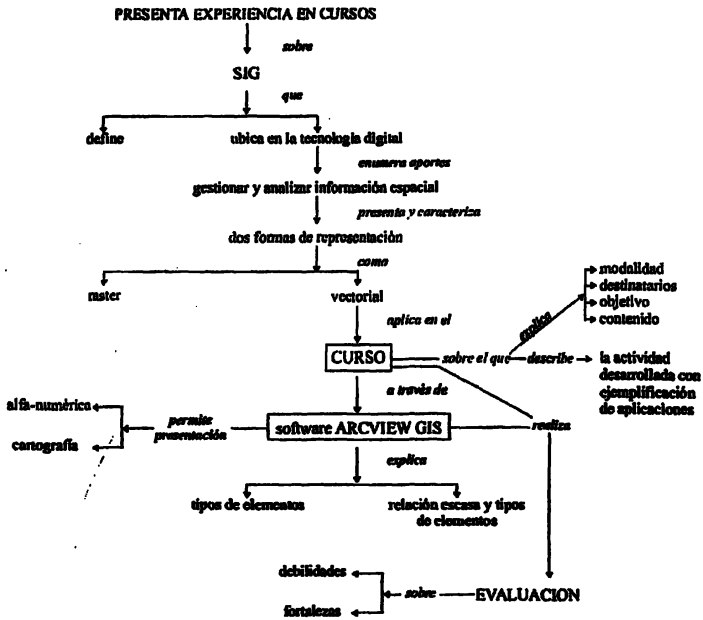 PRESENTA EXPERIENCIA EN CURSOS
sobre
SIG
que
define
ubica en la tecnología digital
enumera aportes
gestionar y analizar información espacial
presenta y caracteriza
dos formas de representación
como
raster
vectorial
aplica en el
explica
modalidad
destinatarios
objetivo
contenido
CURSO
sobre el que
describe
la actividad
desarrollada con
ejemplificación
de aplicaciones
a través de
alfa-numérica
cartografía
permite
presentación
software ARCVIEW GIS
realiza
explica
tipos de elementos
relación escasa y tipos
de elementos
debilidades
fortalezas
sobre
EVALUACION